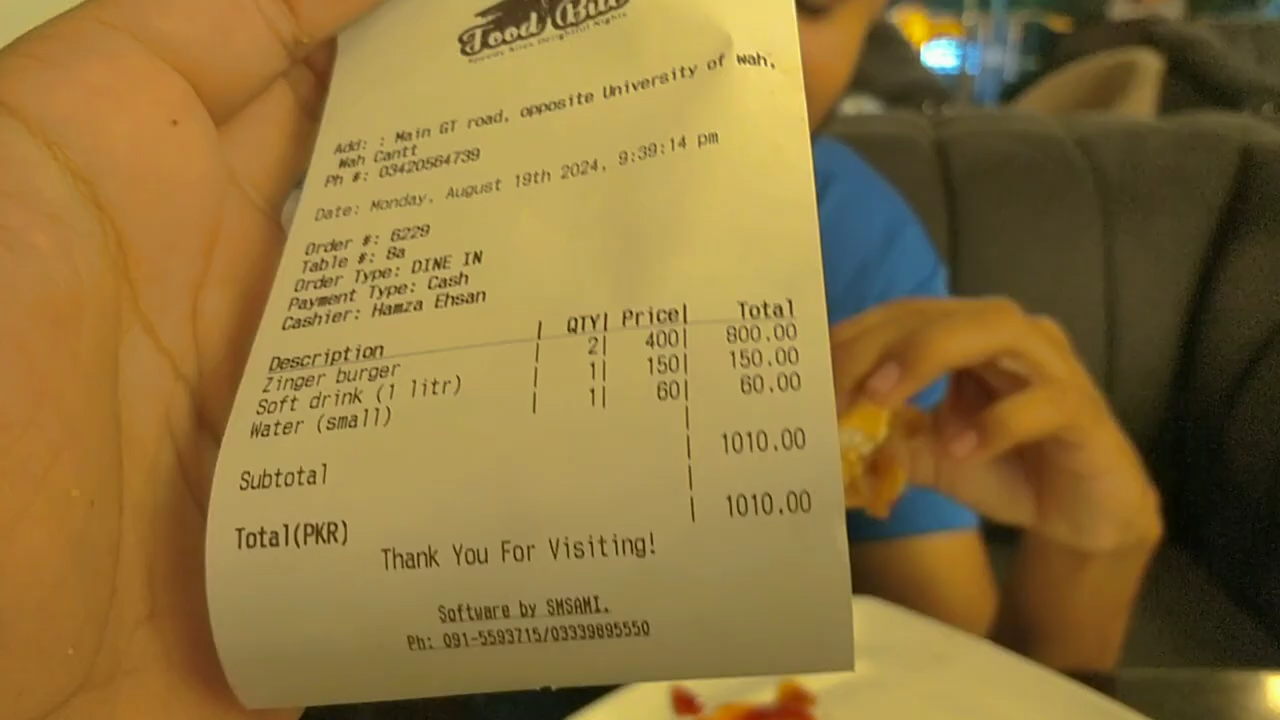 Food Bite
Speedy Bites Delightful Nights
Add: : Main GT road, opposite University of Wah,
Wah Cantt
Ph #: 03420564739
Date: Monday, August 19th 2024, 9:39:14 pm
Order #: 6229
Table #: 8a
Order Type: DINE IN
Payment Type: Cash
Cashier: Hamza Ehsan
Description | QTY| Price| Total
Zinger burger | 2| 400| 800.00
Soft drink (1 litr) | 1| 150| 150.00
Water (small) | 1| 60| 60.00
Subtotal | 1010.00
Total(PKR) | 1010.00
Thank You For Visiting!
Software by SMSAMI.
Ph: 091-5593715/03339895550